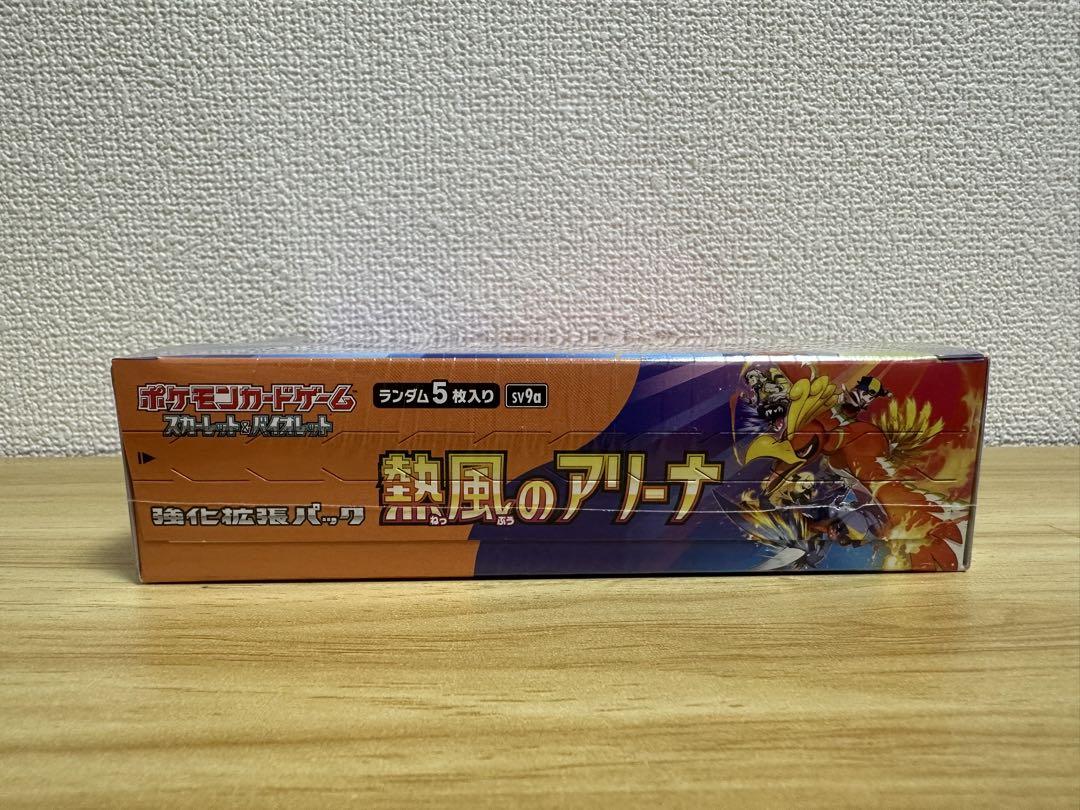 ポケモンカードゲーム™
スカーレット&バイオレット
ランダム5枚入り
SV9a
強化拡張パック
熱風のアリーナ
ねっ ぷう